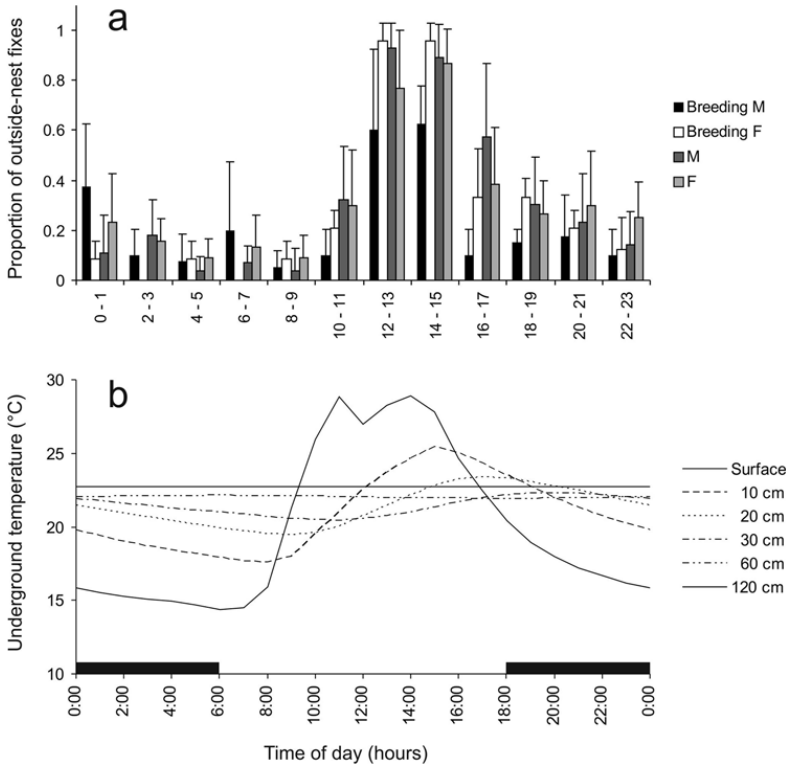 a
Proportion of outside-nest fixes
1
0.8
0.6
0.4
0.2
0
0 - 1
2 - 3
4 - 5
6 - 7
8 - 9
10 - 11
12 - 13
14 - 15
16 - 17
18 - 19
20 - 21
22 - 23
Breeding M
Breeding F
M
F
b
Underground temperature (°C)
30
25
20
15
10
0:00
2:00
4:00
6:00
8:00
10:00
12:00
14:00
16:00
18:00
20:00
22:00
0:00
Time of day (hours)
Surface
10 cm
20 cm
30 cm
60 cm
120 cm